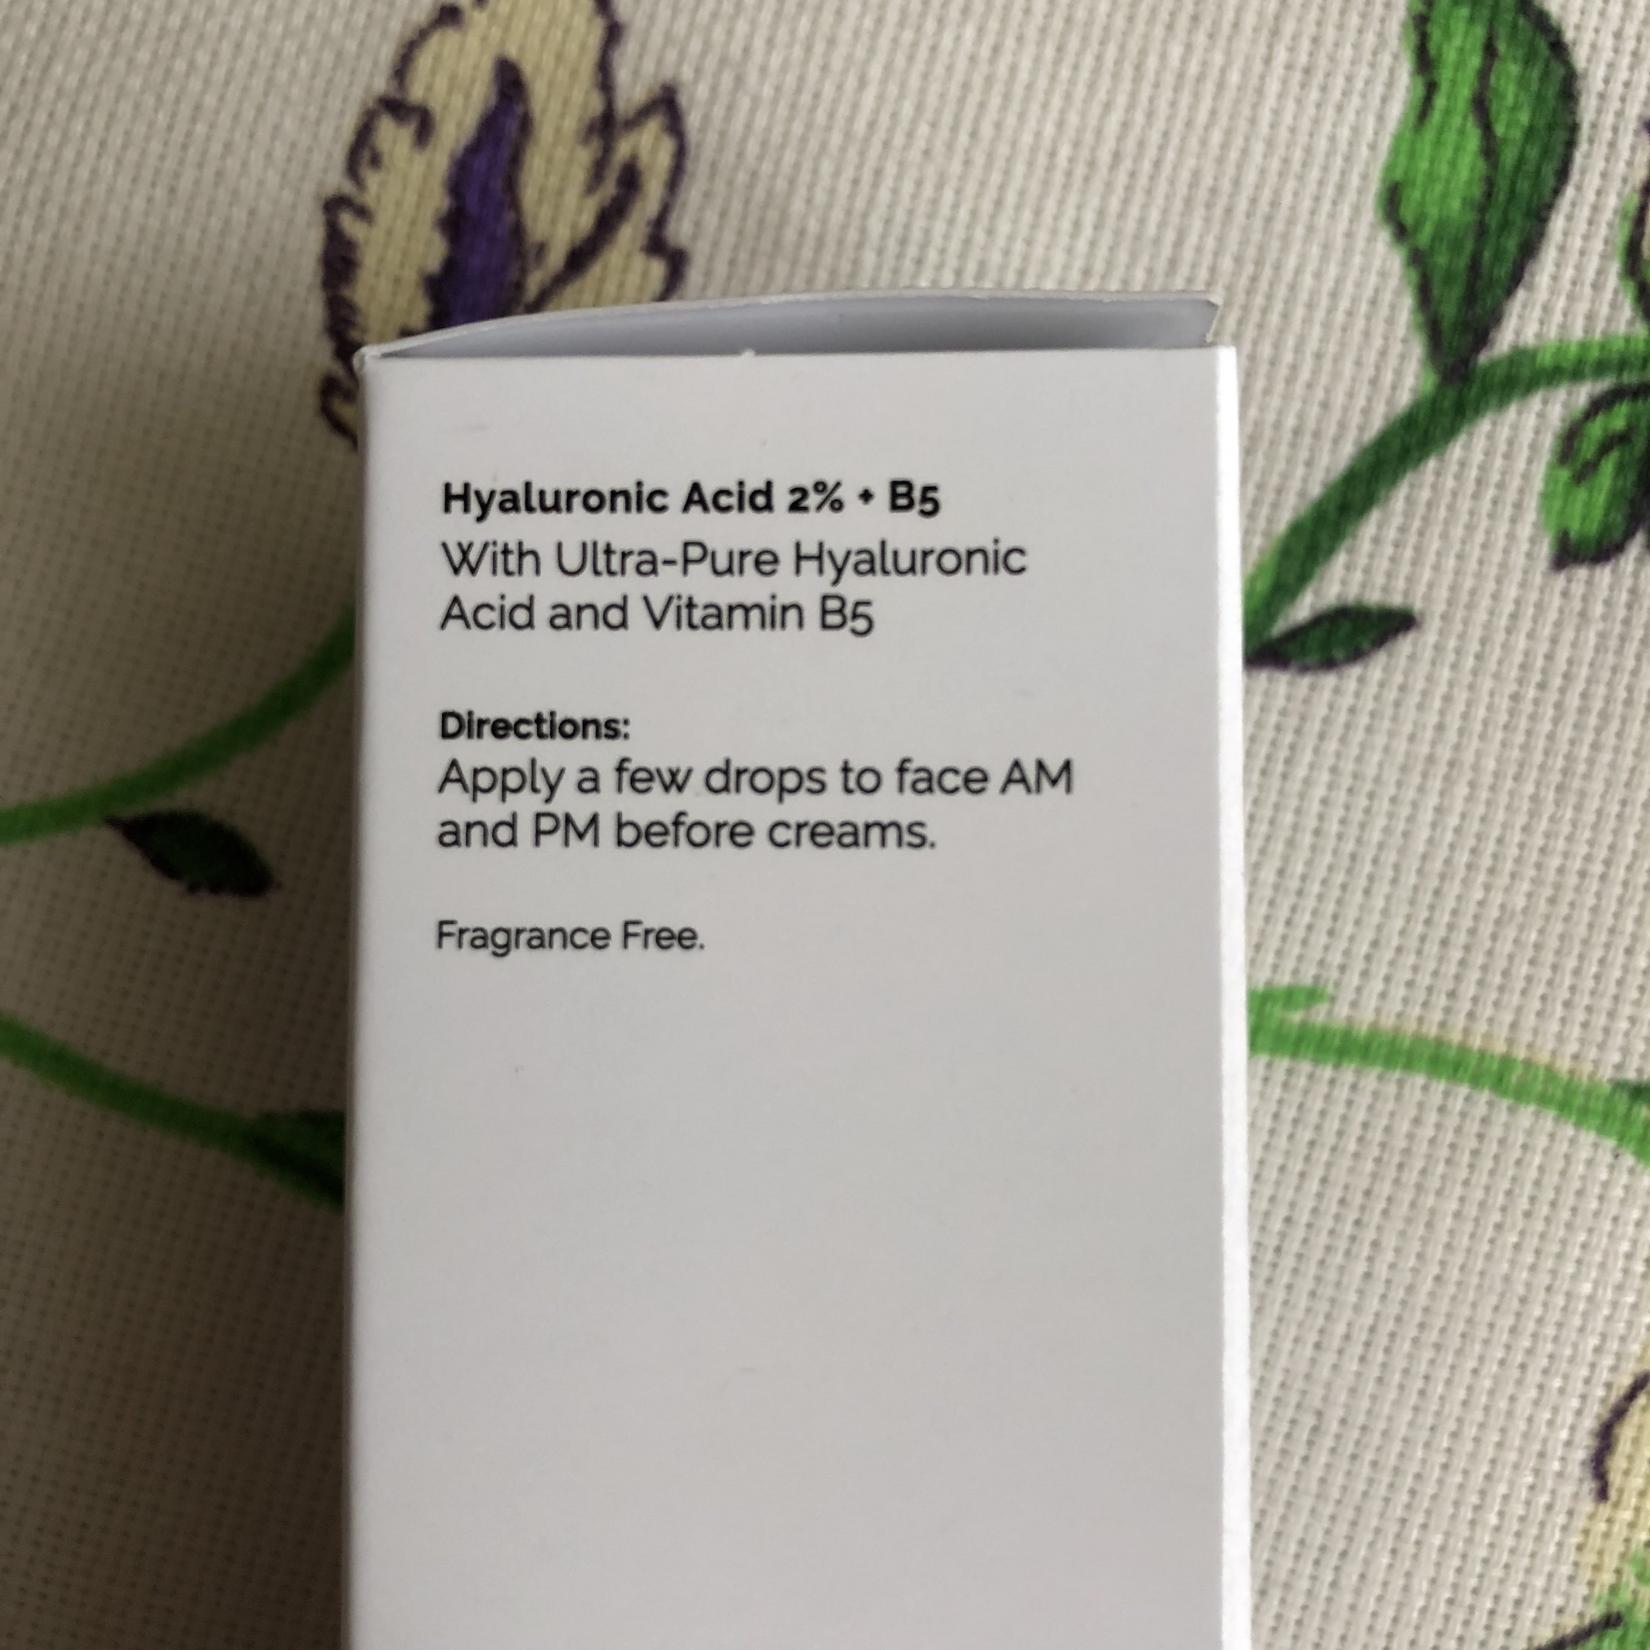 Hyaluronic Acid 2% + B5
With Ultra-Pure Hyaluronic
Acid and Vitamin B5
Directions:
Apply a few drops to face AM
and PM before creams.
Fragrance Free.